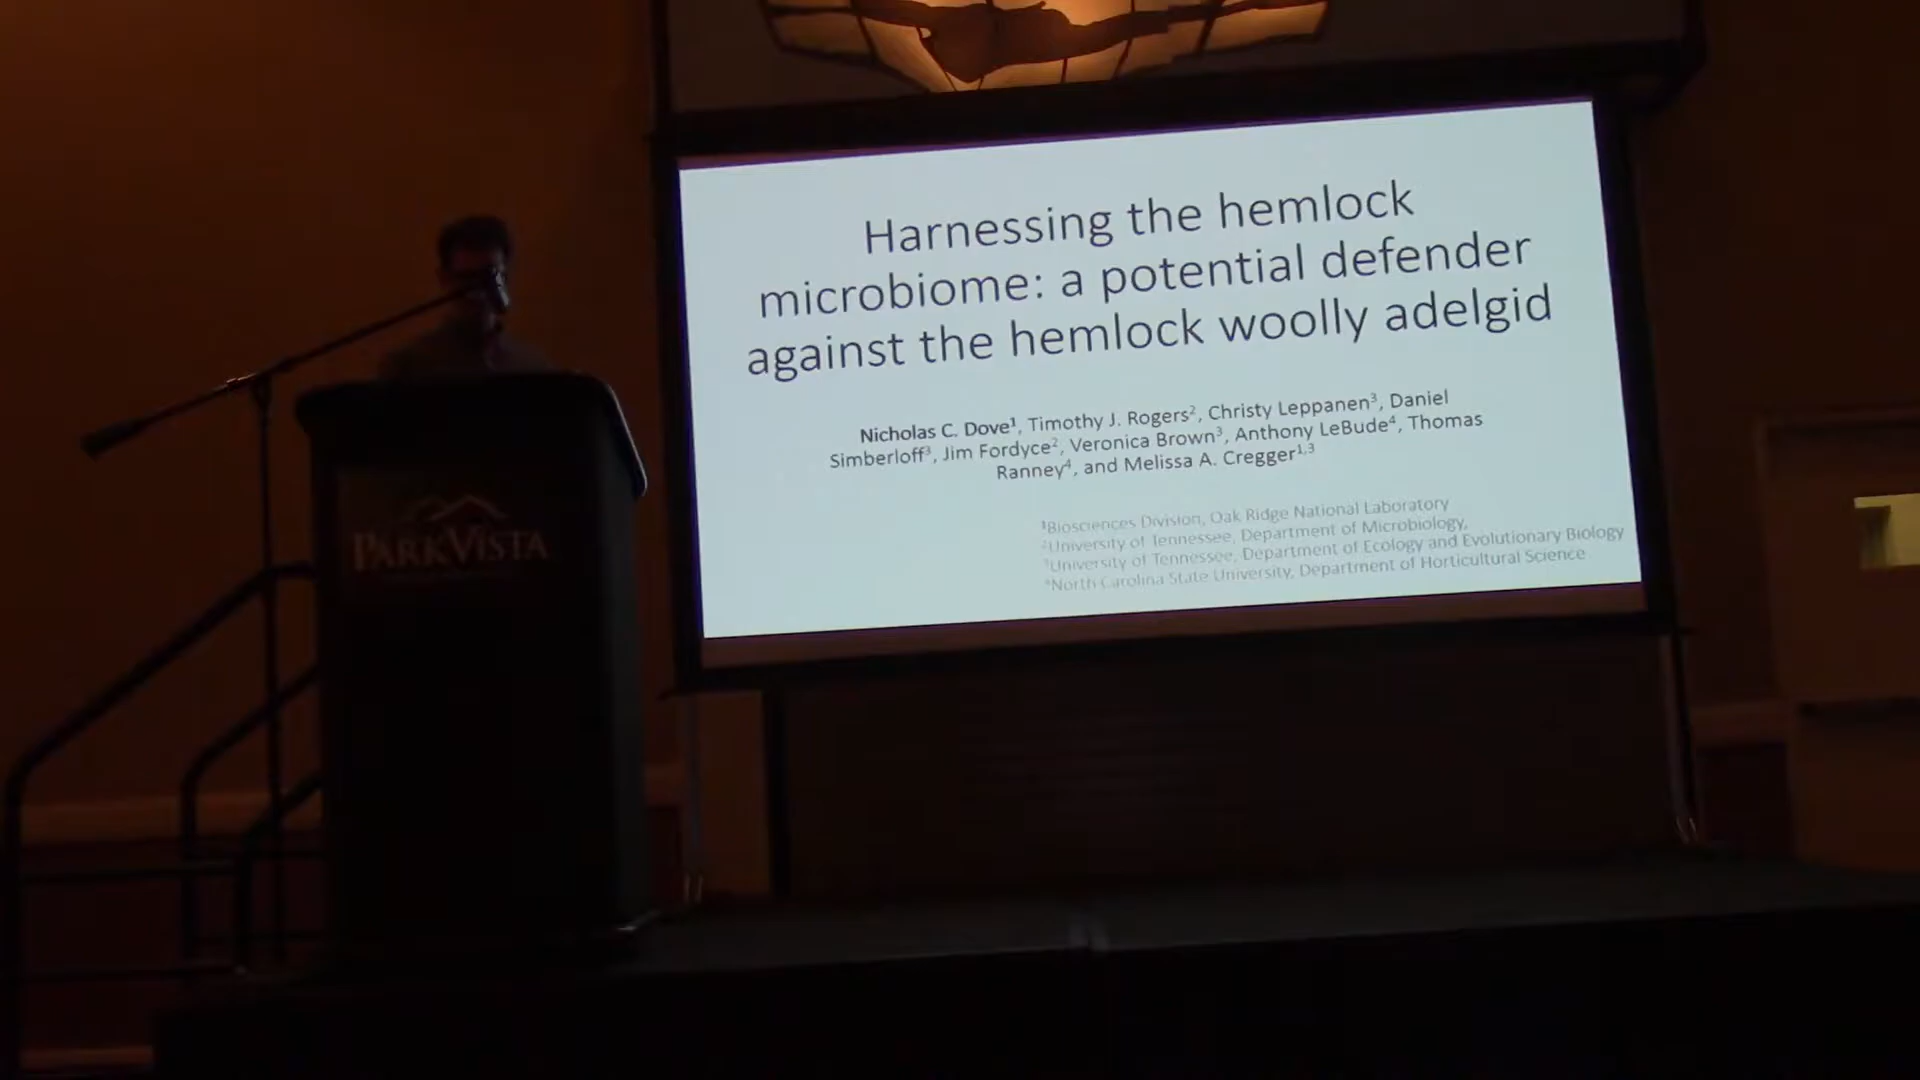 Harnessing the hemlock
microbiome: a potential defender
against the hemlock woolly adelgid
Nicholas C. Dove¹, Timothy J. Rogers², Christy Leppanen³, Daniel
Simberloff³, Jim Fordyce², Veronica Brown³, Anthony LeBude⁴, Thomas
Ranney⁴, and Melissa A. Cregger¹,³
¹Biosciences Division, Oak Ridge National Laboratory
²University of Tennessee, Department of Microbiology,
³University of Tennessee, Department of Ecology and Evolutionary Biology
⁴North Carolina State University, Department of Horticultural Science
PARKVISTA